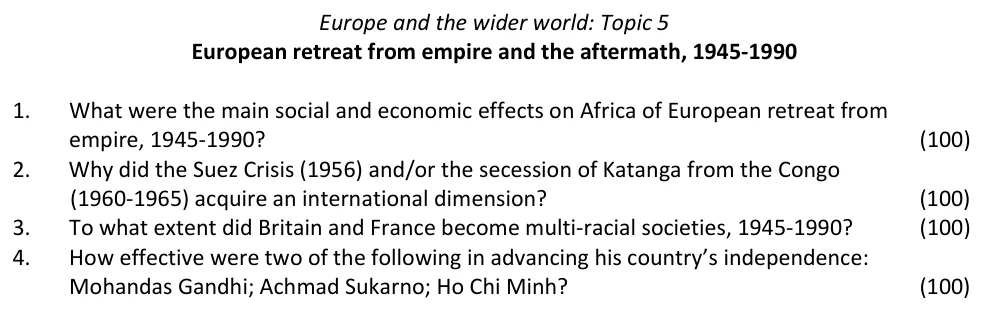 Europe and the wider world: Topic 5
European retreat from empire and the aftermath, 1945-1990
1. What were the main social and economic effects on Africa of European retreat from
empire, 1945-1990? (100)
2. Why did the Suez Crisis (1956) and/or the secession of Katanga from the Congo
(1960-1965) acquire an international dimension? (100)
3. To what extent did Britain and France become multi-racial societies, 1945-1990? (100)
4. How effective were two of the following in advancing his country’s independence:
Mohandas Gandhi; Achmad Sukarno; Ho Chi Minh? (100)